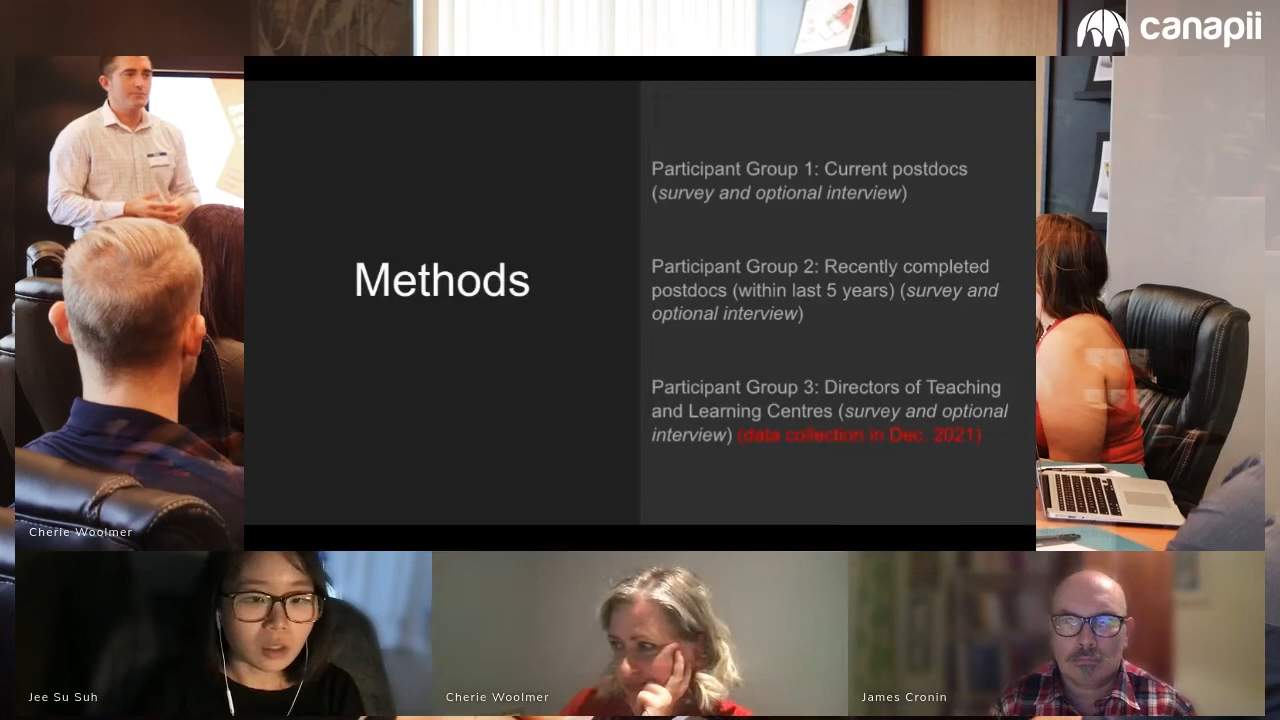 canapii
Participant Group 1: Current postdocs
(survey and optional interview)
Methods
Participant Group 2: Recently completed
postdocs (within last 5 years) (survey and
optional interview)
Participant Group 3: Directors of Teaching
and Learning Centres (survey and optional
interview) (data collection in Dec. 2021)
Cherie Woolmer
Jee Su Suh
Cherie Woolmer
James Cronin